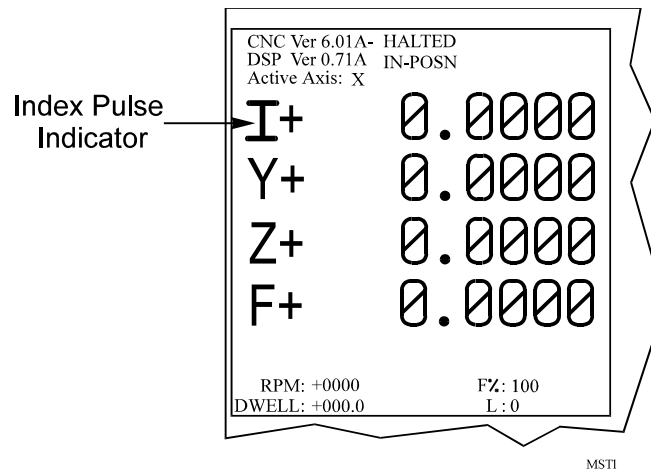 CNC Ver 6.01A- HALTED
DSP Ver 0.71A IN-POSN
Active Axis: X
Index Pulse
Indicator
I+ 0.0000
Y+ 0.0000
Z+ 0.0000
F+ 0.0000
RPM: +0000 F%: 100
DWELL: +000.0 L : 0
MSTI